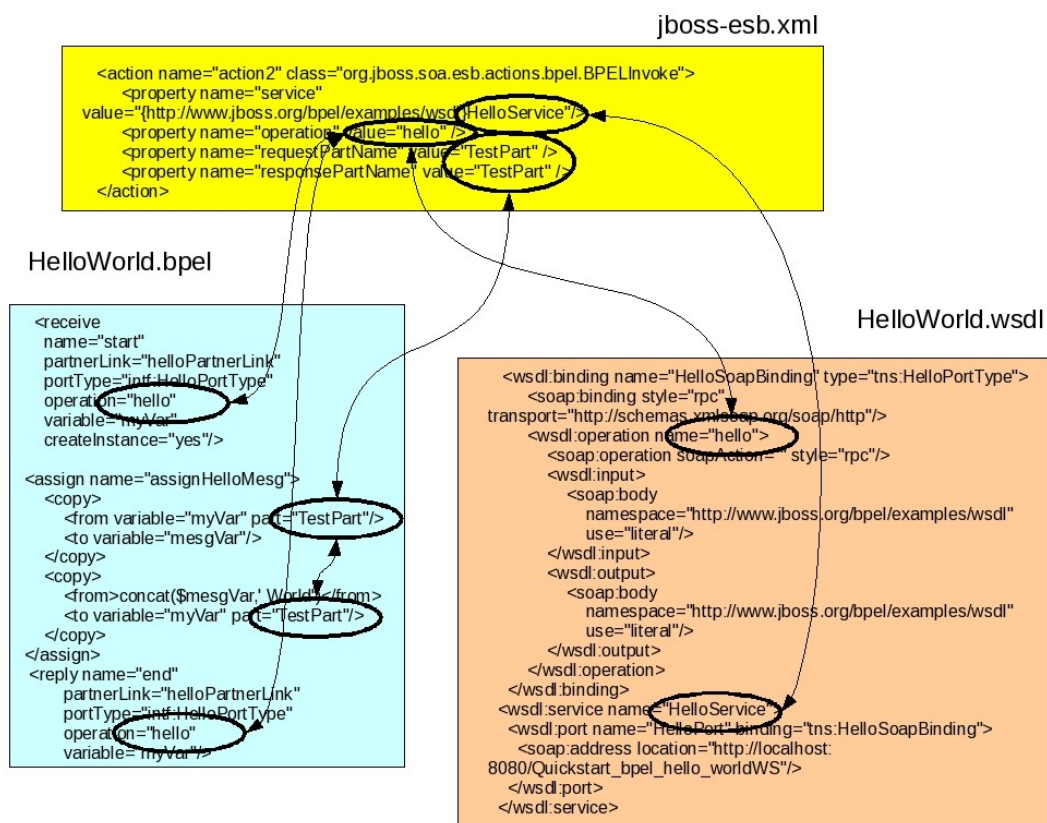 jboss-esb.xml
<action name="action2" class="org.jboss.soa.esb.actions.bpel.BPELInvoke">
<property name="service"
value="{http://www.jboss.org/bpel/examples/wsdl}HelloService"/>
<property name="operation" value="hello" />
<property name="requestPartName" value="TestPart" />
<property name="responsePartName" value="TestPart" />
</action>
HelloWorld.bpel
<receive
name="start"
partnerLink="helloPartnerLink"
portType="intf:HelloPortType"
operation="hello"
variable="myVar"
createInstance="yes"/>
<assign name="assignHelloMesg">
<copy>
<from variable="myVar" part="TestPart"/>
<to variable="mesgVar"/>
</copy>
<copy>
<from>concat($mesgVar,' World')</from>
<to variable="myVar" part="TestPart"/>
</copy>
</assign>
<reply name="end"
partnerLink="helloPartnerLink"
portType="intf:HelloPortType"
operation="hello"
variable="myVar"/>
HelloWorld.wsdl
<wsdl:binding name="HelloSoapBinding" type="tns:HelloPortType">
<soap:binding style="rpc"
transport="http://schemas.xmlsoap.org/soap/http"/>
<wsdl:operation name="hello">
<soap:operation soapAction="" style="rpc"/>
<wsdl:input>
<soap:body
namespace="http://www.jboss.org/bpel/examples/wsdl"
use="literal"/>
</wsdl:input>
<wsdl:output>
<soap:body
namespace="http://www.jboss.org/bpel/examples/wsdl"
use="literal"/>
</wsdl:output>
</wsdl:operation>
</wsdl:binding>
<wsdl:service name="HelloService">
<wsdl:port name="HelloPort" binding="tns:HelloSoapBinding">
<soap:address location="http://localhost:
8080/Quickstart_bpel_hello_worldWS"/>
</wsdl:port>
</wsdl:service>